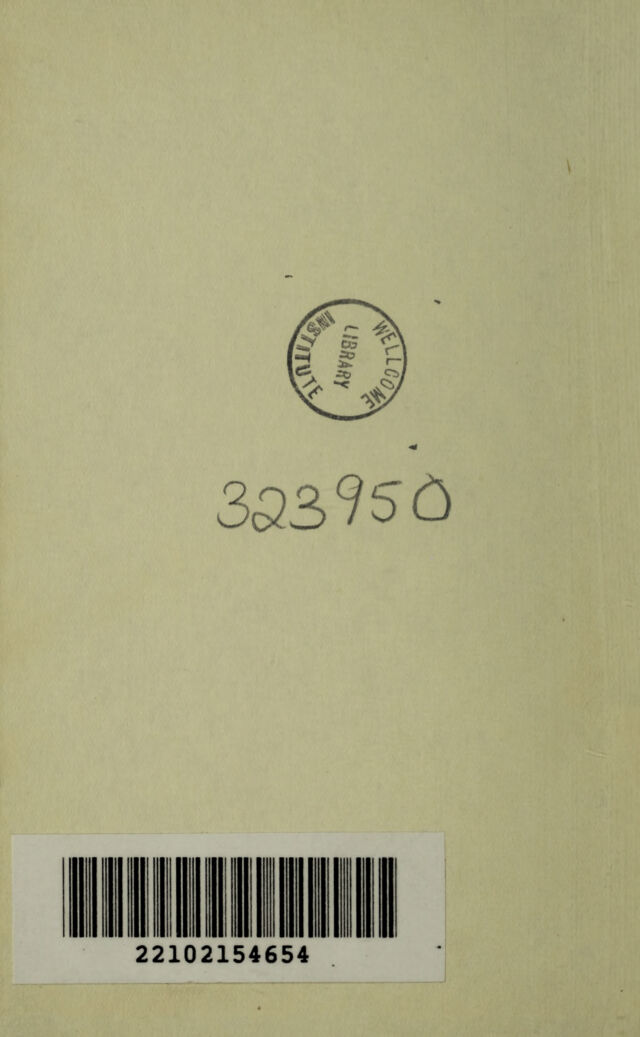 WELLCOME
INSTITUTE
LIBRARY
323950
22102154654